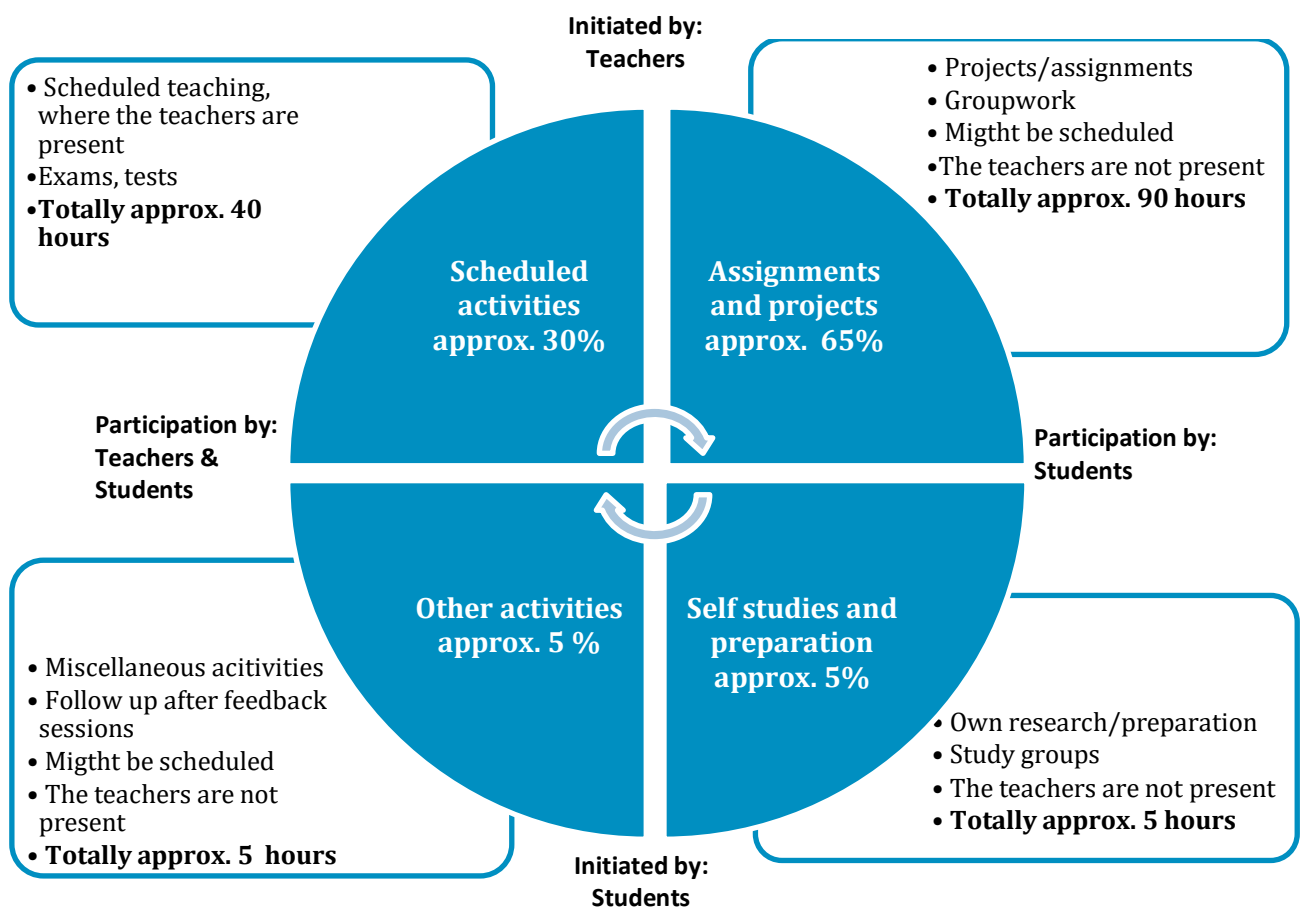 Initiated by:
Teachers
• Scheduled teaching,
where the teachers are
present
•Exams, tests
•Totally approx. 40
hours
• Projects/assignments
• Groupwork
• Migtht be scheduled
•The teachers are not present
• Totally approx. 90 hours
Scheduled
activities
approx. 30%
Assignments
and projects
approx.  65%
Participation by:
Teachers &
Students
Participation by:
Students
Other activities
approx. 5 %
Self studies and
preparation
approx. 5%
• Miscellaneous acitivities
• Follow up after feedback
sessions
• Migtht be scheduled
• The teachers are not
present
• Totally approx. 5  hours
• Own research/preparation
• Study groups
• The teachers are not present
• Totally approx. 5 hours
Initiated by:
Students